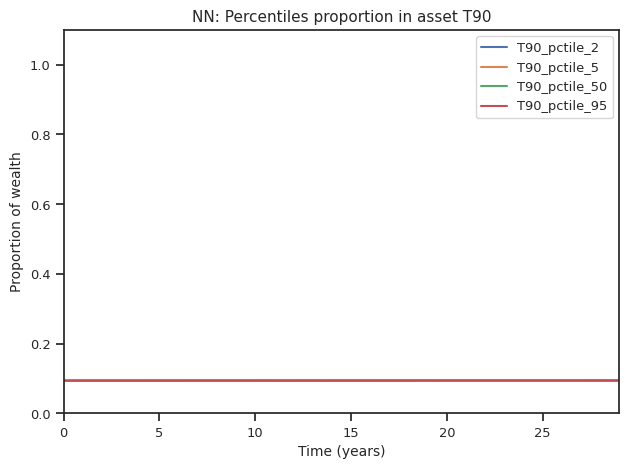 NN: Percentiles proportion in asset T90
T90_pctile_2
T90_pctile_5
T90_pctile_50
T90_pctile_95
Proportion of wealth
1.0
0.8
0.6
0.4
0.2
0.0
0 5 10 15 20 25
Time (years)